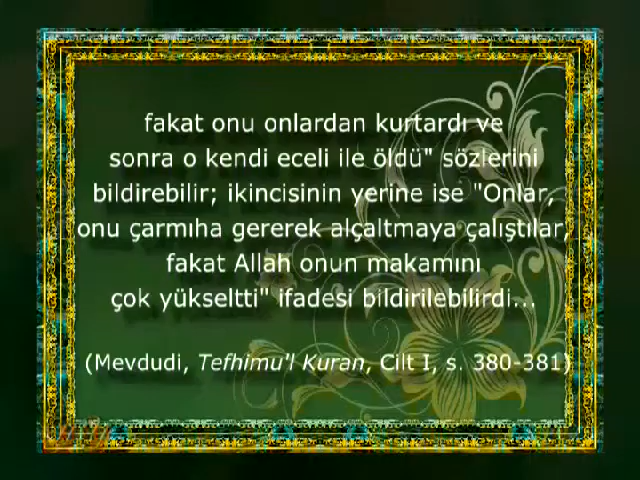 fakat onu onlardan kurtardı ve
sonra o kendi eceli ile öldü" sözlerini
bildirebilir; ikincisinin yerine ise "Onlar,
onu çarmıha gererek alçaltmaya çalıştılar,
fakat Allah onun makamını
çok yükseltti" ifadesi bildirilebilirdi...
(Mevdudi, Tefhimu'l Kuran, Cilt I, s. 380-381)